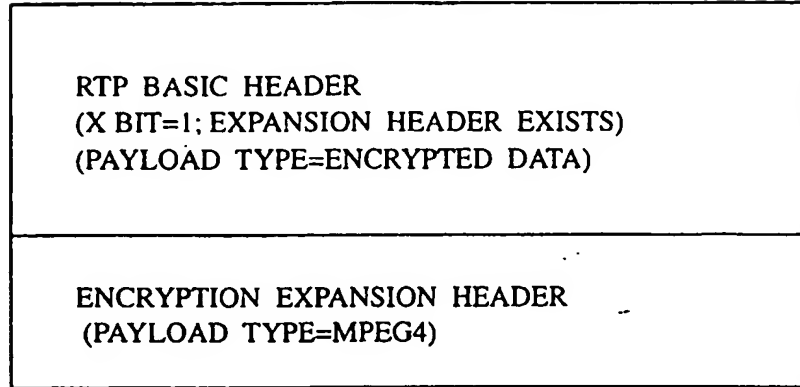 RTP BASIC HEADER
(X BIT=1; EXPANSION HEADER EXISTS)
(PAYLOAD TYPE=ENCRYPTED DATA)
ENCRYPTION EXPANSION HEADER
(PAYLOAD TYPE=MPEG4)